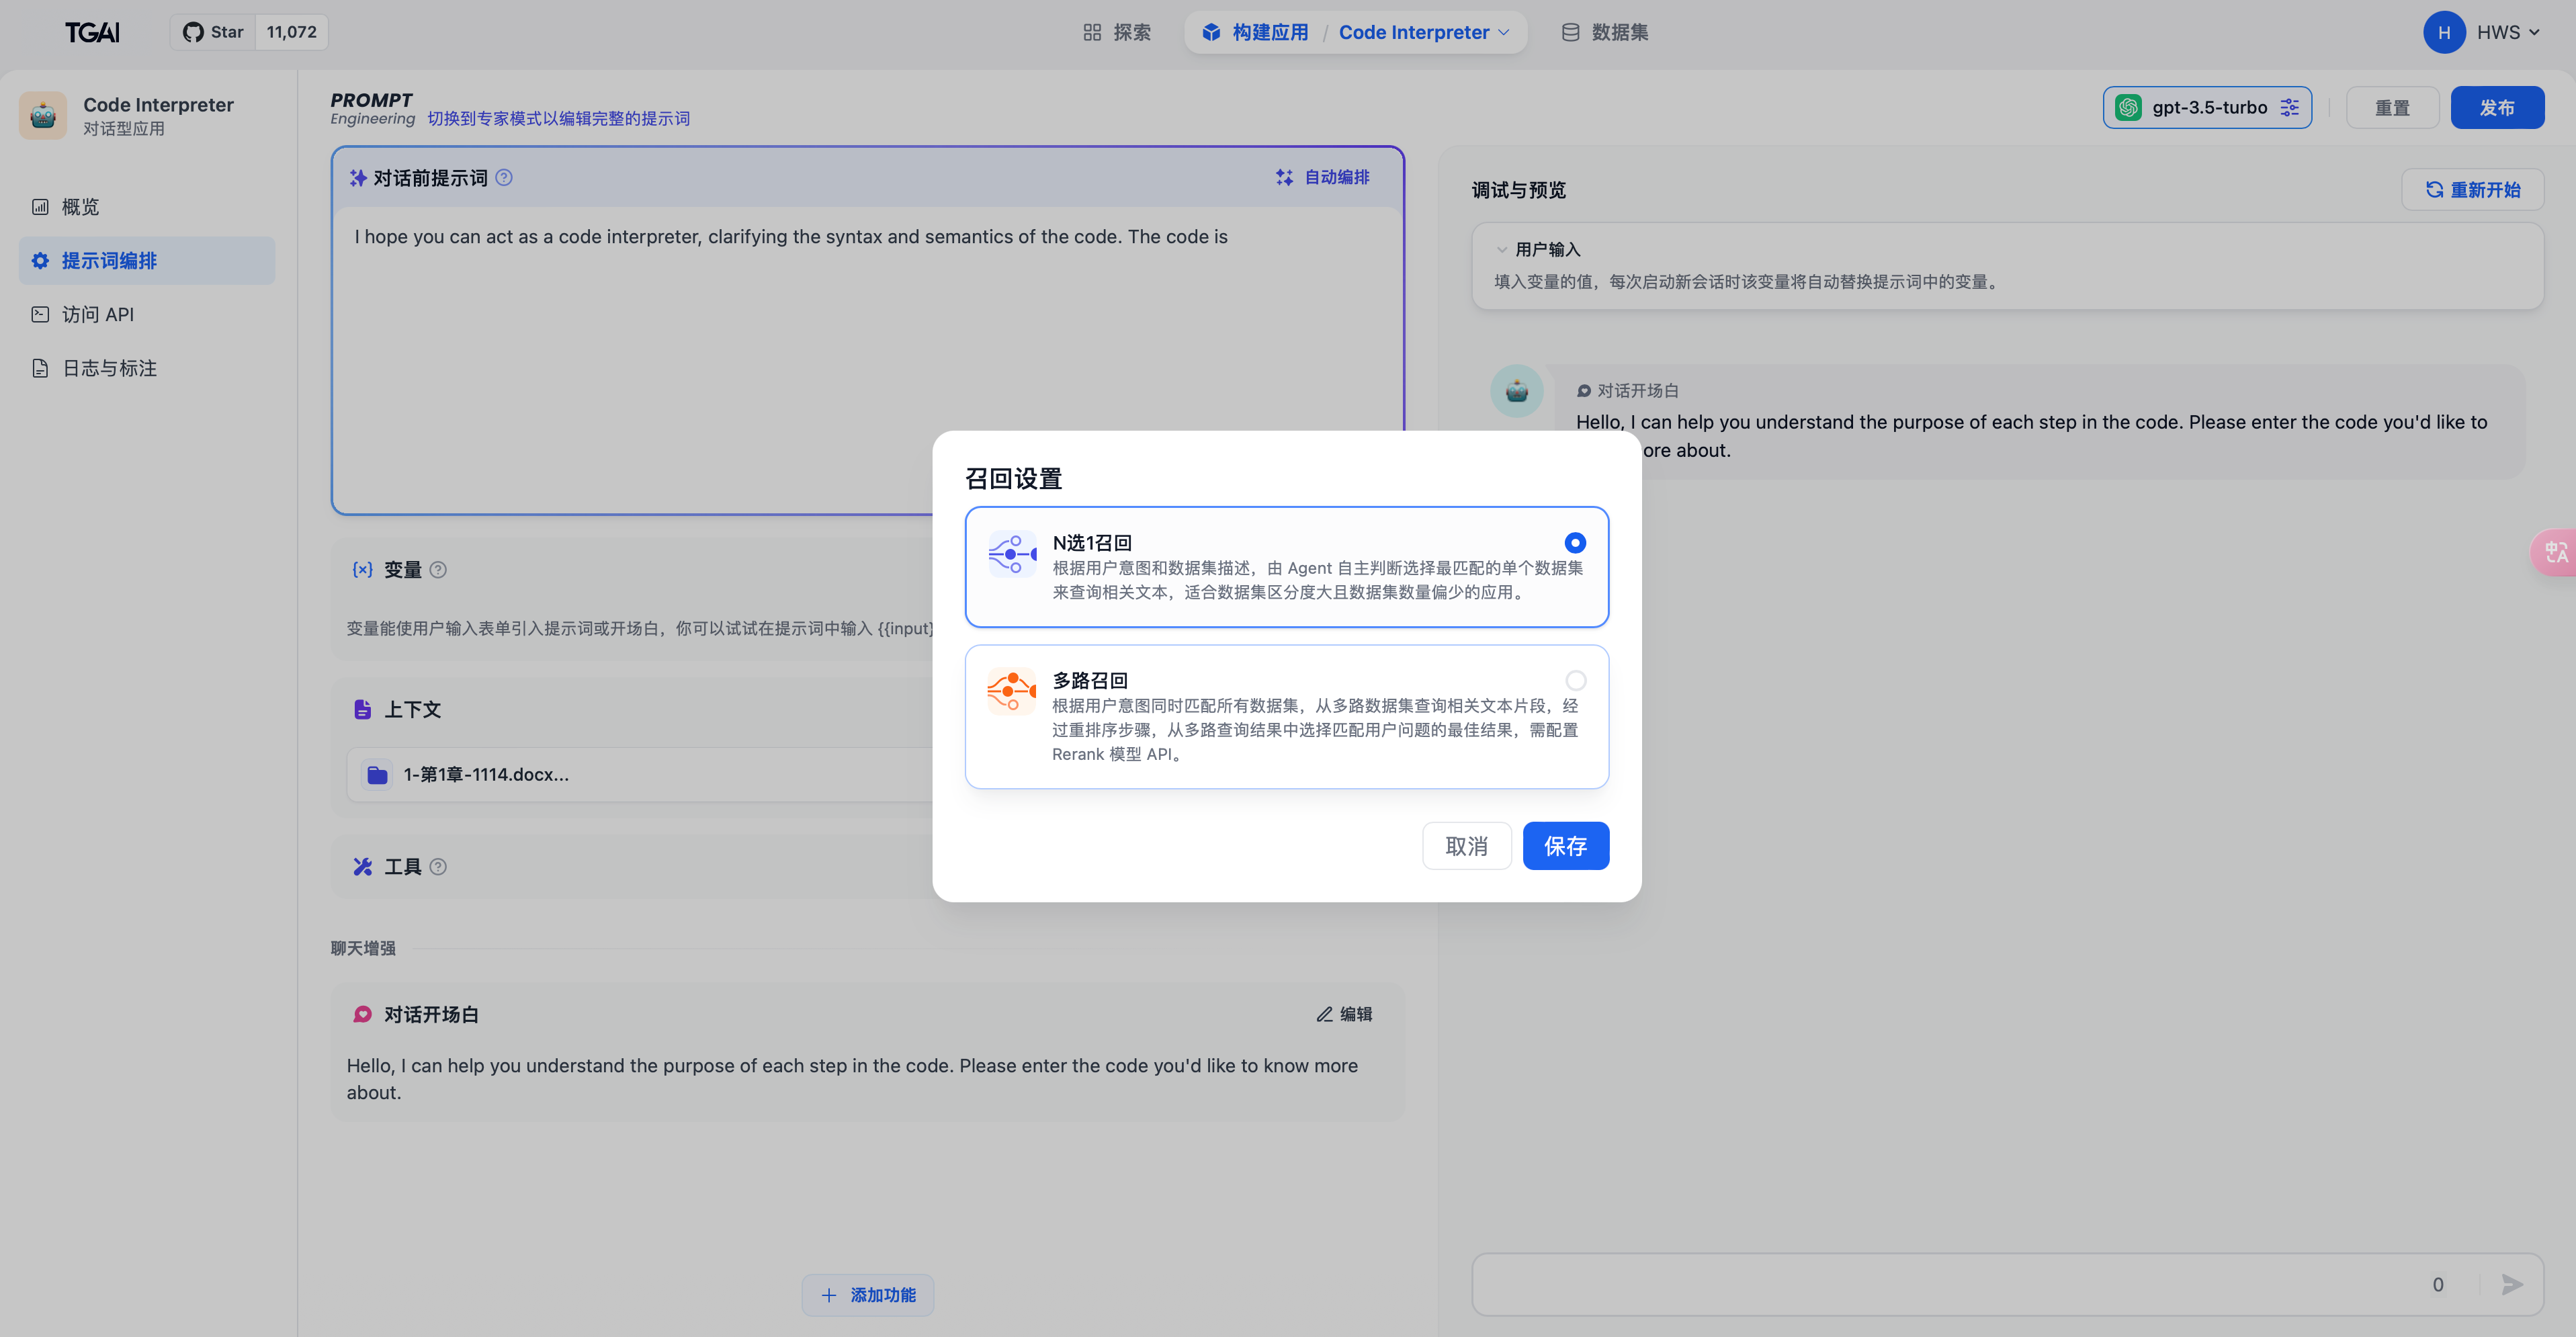 TGAI
Star 11,072
探索
构建应用 / Code Interpreter
数据集
H HWS
Code Interpreter
对话型应用
概览
提示词编排
访问 API
日志与标注
PROMPT
Engineering 切换到专家模式以编辑完整的提示词
gpt-3.5-turbo
重置
发布
对话前提示词
自动编排
I hope you can act as a code interpreter, clarifying the syntax and semantics of the code. The code is
变量
变量能使用户输入表单引入提示词或开场白，你可以试试在提示词中输入 {{input}
上下文
1-第1章-1114.docx...
工具
聊天增强
对话开场白
编辑
Hello, I can help you understand the purpose of each step in the code. Please enter the code you'd like to know more
about.
添加功能
召回设置
N选1召回
根据用户意图和数据集描述，由 Agent 自主判断选择最匹配的单个数据集
来查询相关文本，适合数据集区分度大且数据集数量偏少的应用。
多路召回
根据用户意图同时匹配所有数据集，从多路数据集查询相关文本片段，经
过重排序步骤，从多路查询结果中选择匹配用户问题的最佳结果，需配置
Rerank 模型 API。
取消
保存
调试与预览
重新开始
用户输入
填入变量的值，每次启动新会话时该变量将自动替换提示词中的变量。
对话开场白
Hello, I can help you understand the purpose of each step in the code. Please enter the code you'd like to
ore about.
0
中A